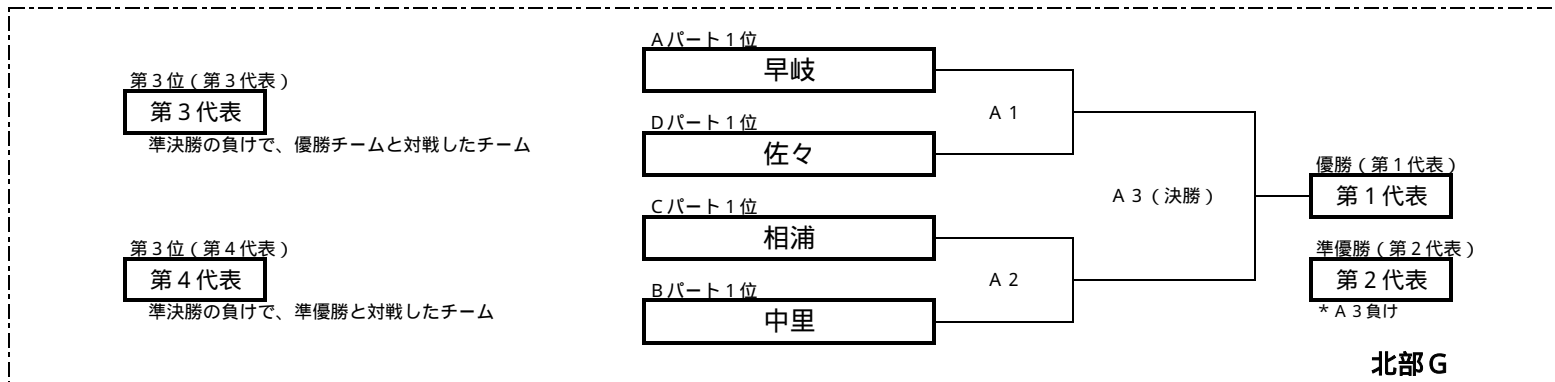 第３位（第３代表）
第３代表
準決勝の負けで、優勝チームと対戦したチーム
第３位（第４代表）
第４代表
準決勝の負けで、準優勝と対戦したチーム
Ａパート１位
早岐
Ｄパート１位
佐々
Ｃパート１位
相浦
Ｂパート１位
中里
Ａ１
Ａ２
Ａ３（決勝）
優勝（第１代表）
第１代表
準優勝（第２代表）
第２代表
*Ａ３負け
北部Ｇ